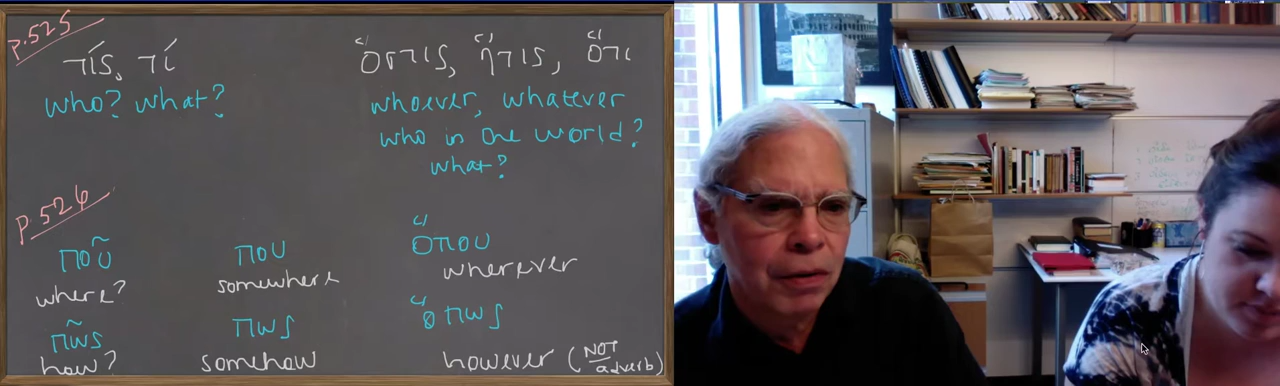 p.525
τίς, τί
ὅστις, ἥτις, ὅτι
who? what?
whoever, whatever
who in the world?
what?
p.526
ποῦ
που
ὅπου
where?
somewhere
wherever
πῶς
πως
ὅπως
how?
somehow
however (NOT adverb)